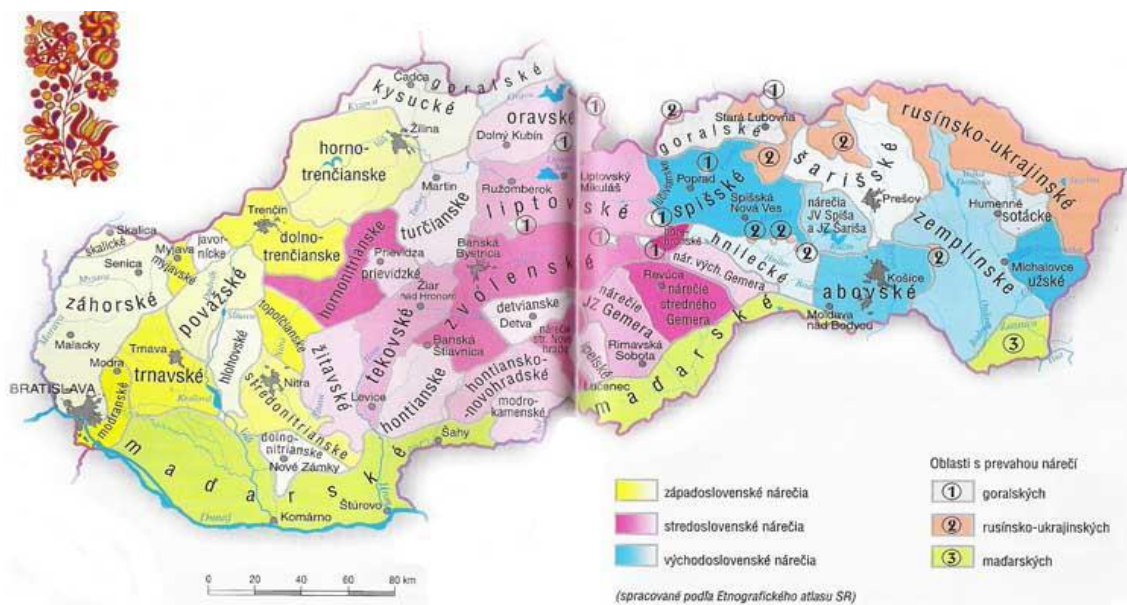 goralské
Čadca
kysucké
oravské
Dolný Kubín
Žilina
horno-
trenčianske
Martin
turčianske
Ružomberok
Liptovský
Mikuláš
liptovské
goralské
Stará Ľubovňa
spišské
Poprad
Spišská
Nová Ves
šarišské
Prešov
nárečia
JV Spiša
a JZ Šariša
rusínsko-ukrajinské
Humenné
sotácke
zemplínske
Michalovce
užské
Košice
abovské
Moldava
nad Bodvou
hnilecké
nár. vých. Gemera
Revúca
nárečie
stredného
Gemera
nárečie
JZ Gemera
Rimavská
Sobota
Lučenec
maďarské
Trenčín
dolno-
trenčianske
hornonitrianske
Prievidza
prievidzké
Banská
Bystrica
zvolenské
Žiar
nad Hronom
detvianske
Detva
Banská
Štiavnica
tekovské
Levice
hontianske
hontiansko-
-novohradské
modro-
kamenské
Šahy
Skalica
skalické
Senica
Myjava
myjavské
javor-
nícke
záhorské
považské
Malacky
Modra
modranské
BRATISLAVA
Trnava
trnavské
hlohovské
topoľčianske
Nitra
stredonitrianske
žitavské
dolno-
nitrianske
Nové Zámky
maďarské
Štúrovo
Komárno
Dunaj
0 20 40 60 80 km
západoslovenské nárečia
stredoslovenské nárečia
východoslovenské nárečia
(spracované podľa Etnografického atlasu SR)
Oblasti s prevahou nárečí
1 goralských
2 rusínsko-ukrajinských
3 maďarských